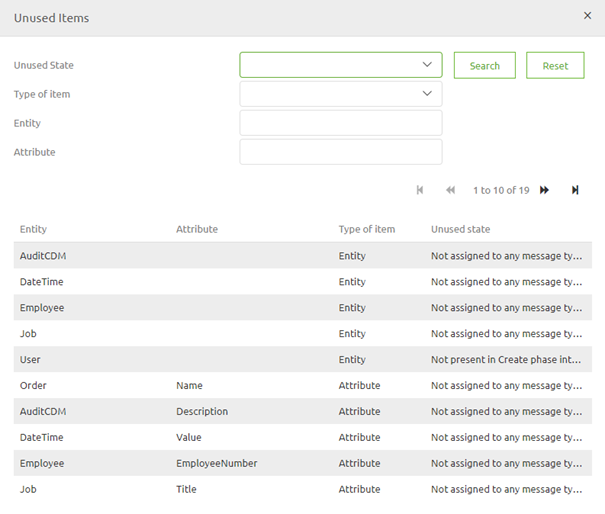 Unused Items
Unused State Search Reset
Type of item
Entity
Attribute
1 to 10 of 19
Entity Attribute Type of item Unused state
AuditCDM Entity Not assigned to any message ty...
DateTime Entity Not assigned to any message ty...
Employee Entity Not assigned to any message ty...
Job Entity Not assigned to any message ty...
User Entity Not present in Create phase int...
Order Name Attribute Not assigned to any message ty...
AuditCDM Description Attribute Not assigned to any message ty...
DateTime Value Attribute Not assigned to any message ty...
Employee EmployeeNumber Attribute Not assigned to any message ty...
Job Title Attribute Not assigned to any message ty...